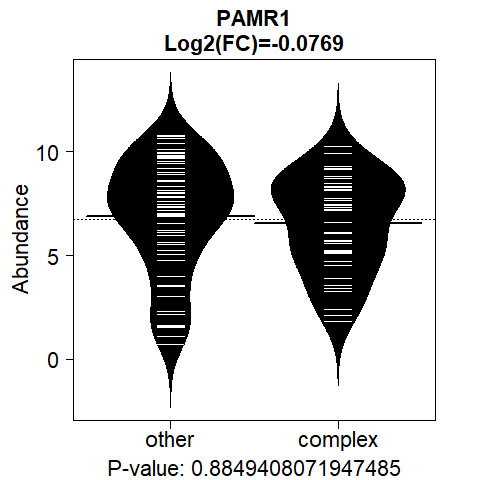 PAMR1
Log2(FC)=-0.0769
Abundance
10
5
0
other complex
P-value: 0.8849408071947485